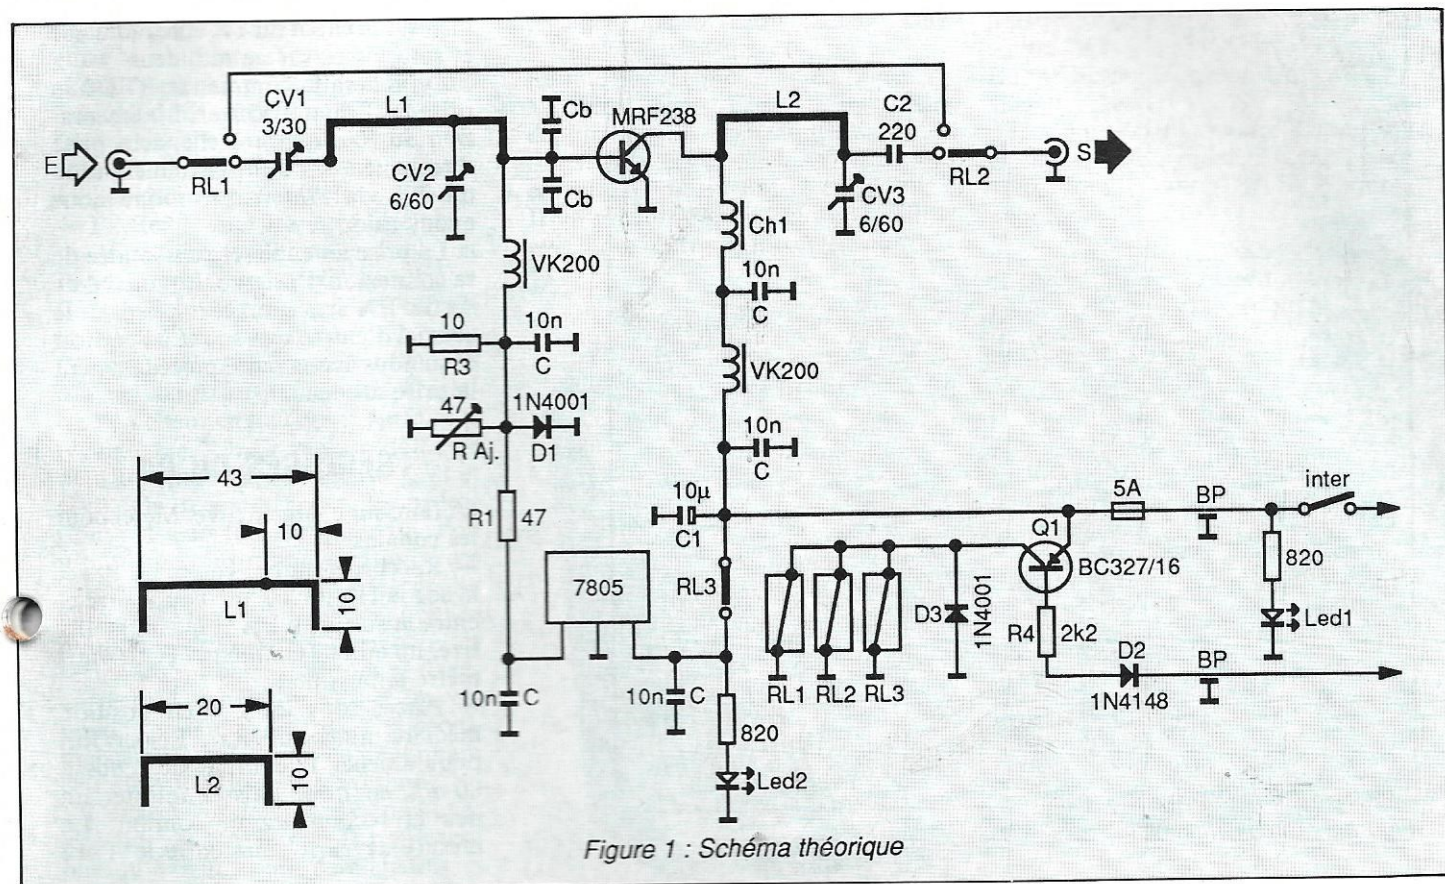 CV1
3/30
L1
Cb
MRF238
L2
C2
220
E
RL1
CV2
6/60
Cb
RL2
S
CV3
6/60
Ch1
VK200
10n
C
10
R3
10n
C
VK200
47
R Aj.
1N4001
D1
10n
C
43
10
L1
10
R1
47
10µ
C1
5A
BP
inter
Q1
BC327/16
820
Led1
7805
RL3
D3
1N4001
R4
2k2
D2
1N4148
BP
RL1
RL2
RL3
10n
C
10n
C
820
Led2
20
L2
10
Figure 1 : Schéma théorique